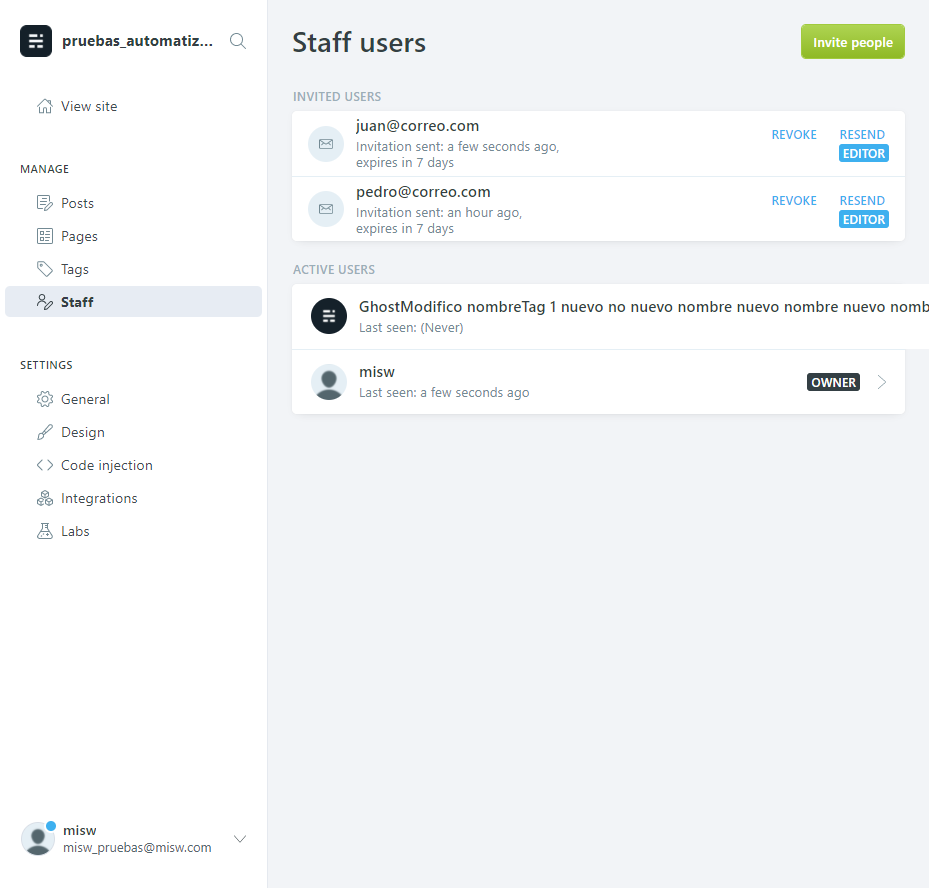 pruebas_automatiz...
View site
MANAGE
Posts
Pages
Tags
Staff
SETTINGS
General
Design
Code injection
Integrations
Labs
misw
misw_pruebas@misw.com
Staff users
Invite people
INVITED USERS
juan@correo.com
Invitation sent: a few seconds ago,
expires in 7 days
REVOKE RESEND
EDITOR
pedro@correo.com
Invitation sent: an hour ago,
expires in 7 days
REVOKE RESEND
EDITOR
ACTIVE USERS
GhostModifico nombreTag 1 nuevo no nuevo nombre nuevo nombre nuevo nomb
Last seen: (Never)
misw
Last seen: a few seconds ago
OWNER